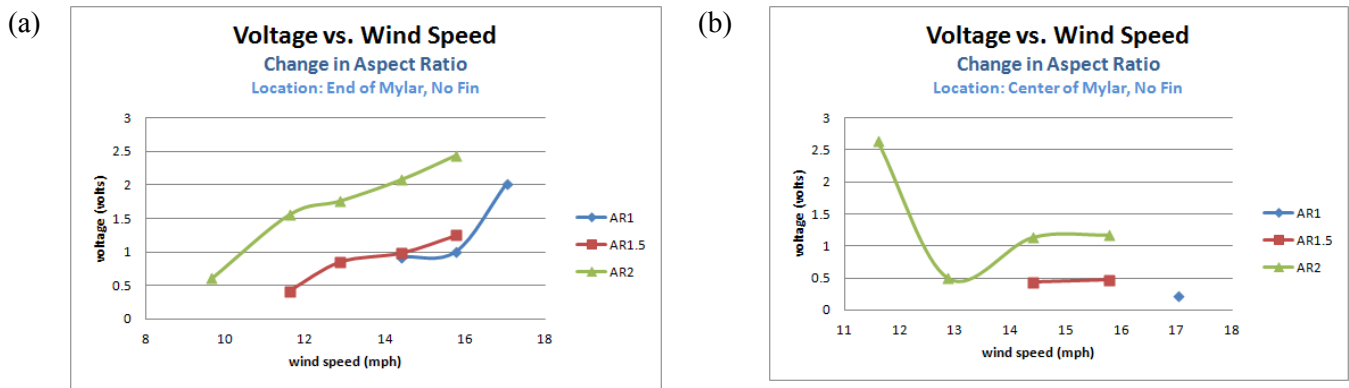 (a)
Voltage vs. Wind Speed
Change in Aspect Ratio
Location: End of Mylar, No Fin
voltage (volts)
3
2.5
2
1.5
1
0.5
0
8 10 12 14 16 18
wind speed (mph)
AR1
AR1.5
AR2
(b)
Voltage vs. Wind Speed
Change in Aspect Ratio
Location: Center of Mylar, No Fin
voltage (volts)
3
2.5
2
1.5
1
0.5
0
11 12 13 14 15 16 17 18
wind speed (mph)
AR1
AR1.5
AR2